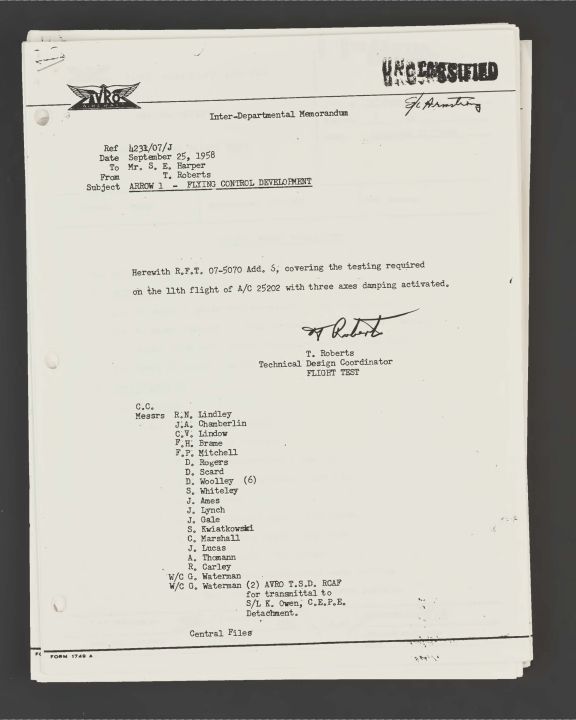 UNCLASSIFIED
AVRO
S/L Armstrong
Inter-Departmental Memorandum
Ref 4231/07/J
Date September 25, 1958
To Mr. S. E. Harper
From T. Roberts
Subject ARROW 1 - FLYING CONTROL DEVELOPMENT
Herewith R.F.T. 07-5070 Add. 5, covering the testing required
on the 11th flight of A/C 25202 with three axes damping activated.
T Roberts
T. Roberts
Technical Design Coordinator
FLIGHT TEST
C.C.
Messrs R.N. Lindley
J.A. Chamberlin
C.V. Lindow
F.H. Brame
F.P. Mitchell
D. Rogers
D. Scard
D. Woolley (6)
S. Whiteley
J. Ames
J. Lynch
J. Gale
S. Kwiatkowski
C. Marshall
J. Lucas
A. Thomann
R. Carley
W/C G. Waterman
W/C G. Waterman (2) AVRO T.S.D. RCAF
for transmittal to
S/L K. Owen, C.E.P.E.
Detachment.
Central Files
FORM 1749 A